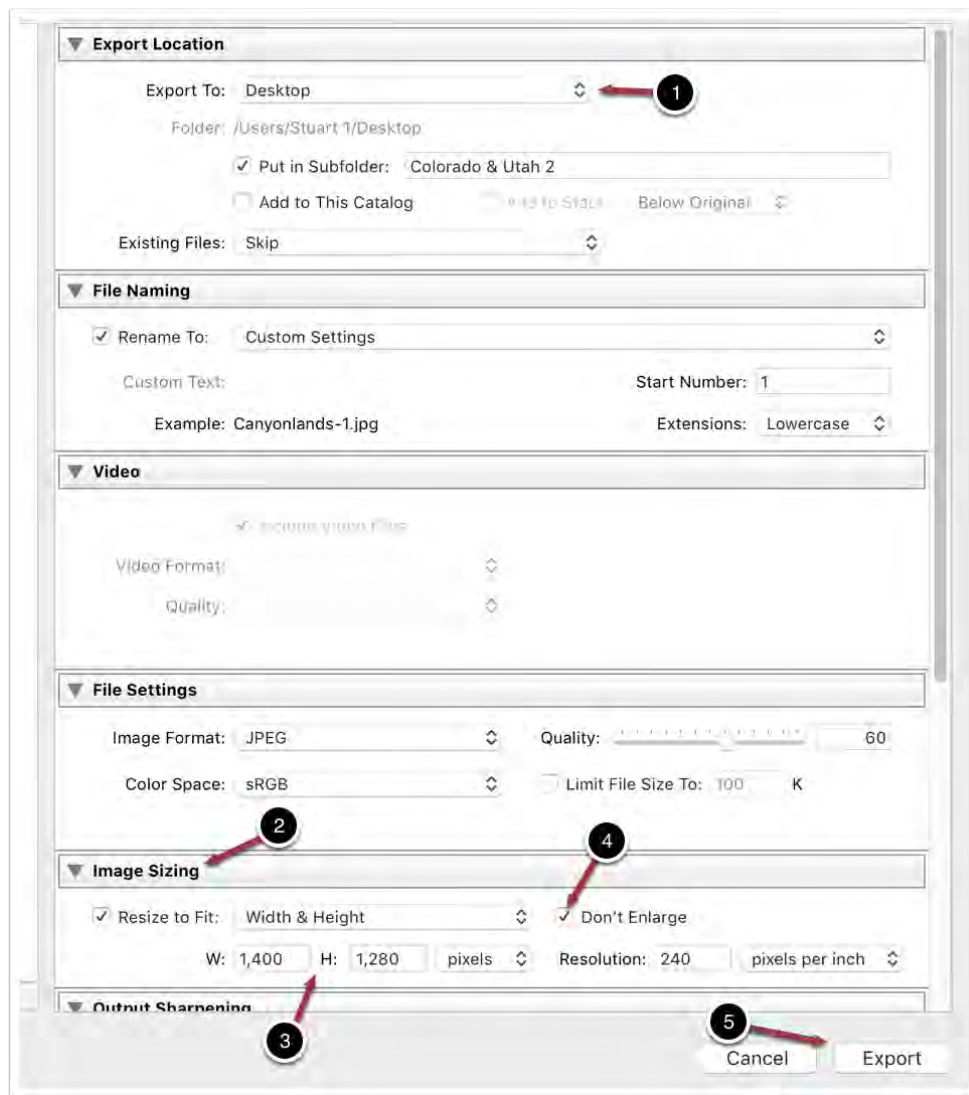 Export Location
Export To: Desktop
1
Folder: /Users/Stuart 1/Desktop
Put in Subfolder: Colorado & Utah 2
Add to This Catalog Below Original
Existing Files: Skip
File Naming
Rename To: Custom Settings
Custom Text: Start Number: 1
Example: Canyonlands-1.jpg Extensions: Lowercase
Video
Include Video Files
Video Format:
Quality:
File Settings
Image Format: JPEG Quality: 60
Color Space: sRGB Limit File Size To: 100 K
2
4
Image Sizing
Resize to Fit: Width & Height Don't Enlarge
W: 1,400 H: 1,280 pixels Resolution: 240 pixels per inch
Output Sharpening
3
5
Cancel Export